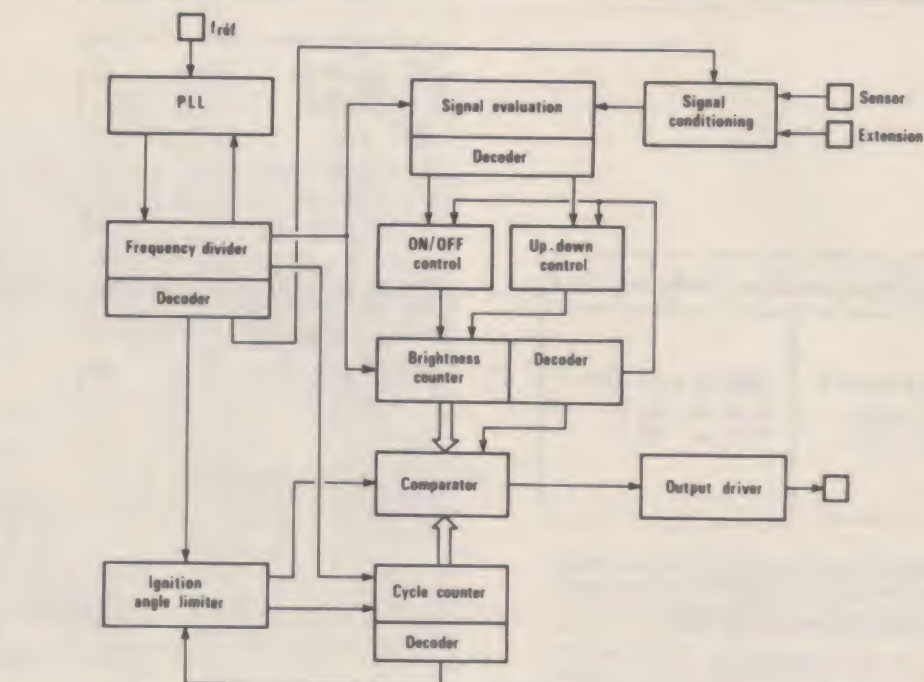 fréf
PLL
Signal evaluation
Signal
conditioning
Sensor
Extension
Decoder
Frequency divider
ON/OFF
control
Up.down
control
Decoder
Brightness
counter
Decoder
Comparator
Output driver
Ignition
angle limiter
Cycle counter
Decoder